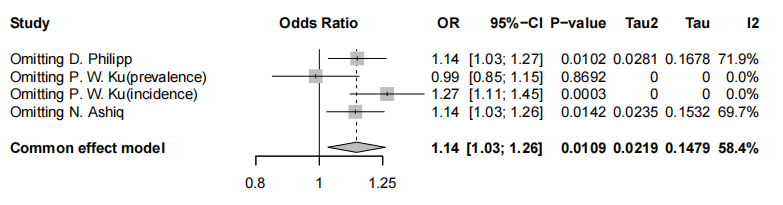 Study Odds Ratio OR 95%−CI P−value Tau2 Tau I2
Omitting D. Philipp 1.14 [1.03; 1.27] 0.0102 0.0281 0.1678 71.9%
Omitting P. W. Ku(prevalence) 0.99 [0.85; 1.15] 0.8692 0 0 0.0%
Omitting P. W. Ku(incidence) 1.27 [1.11; 1.45] 0.0003 0 0 0.0%
Omitting N. Ashiq 1.14 [1.03; 1.26] 0.0142 0.0235 0.1532 69.7%
Common effect model 1.14 [1.03; 1.26] 0.0109 0.0219 0.1479 58.4%
0.8 1 1.25